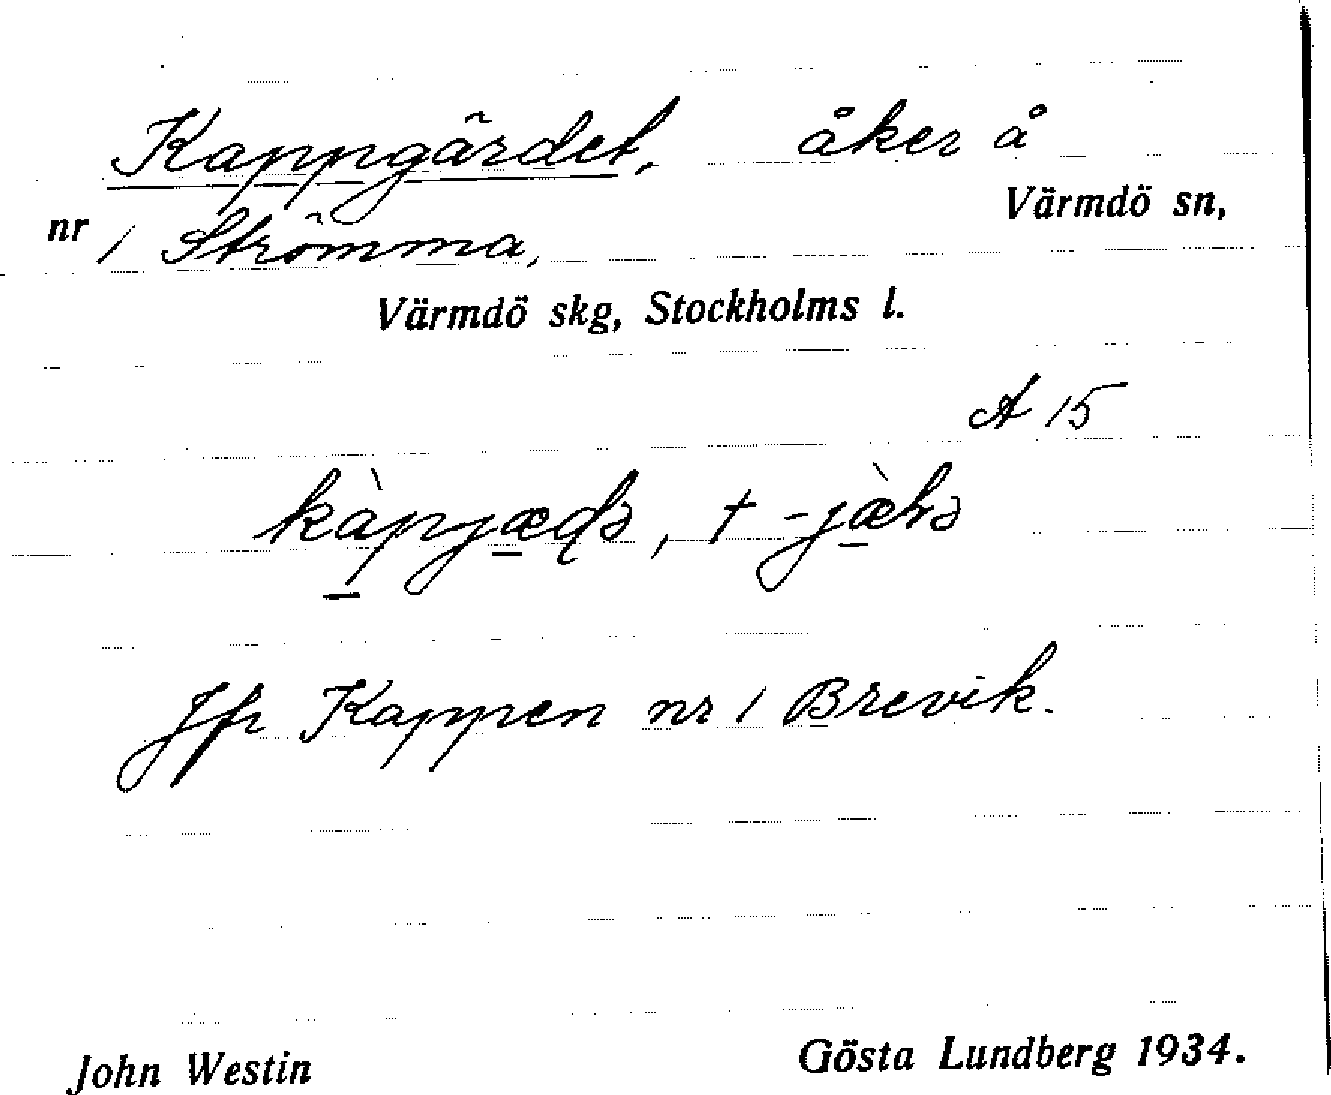 Kappgärdet, åker å
nr 1 Strömma, Värmdö sn,
Värmdö skg, Stockholms l.
A 15
Jfr Kappen nr 1 Brevik.
John Westin Gösta Lundberg 1934.